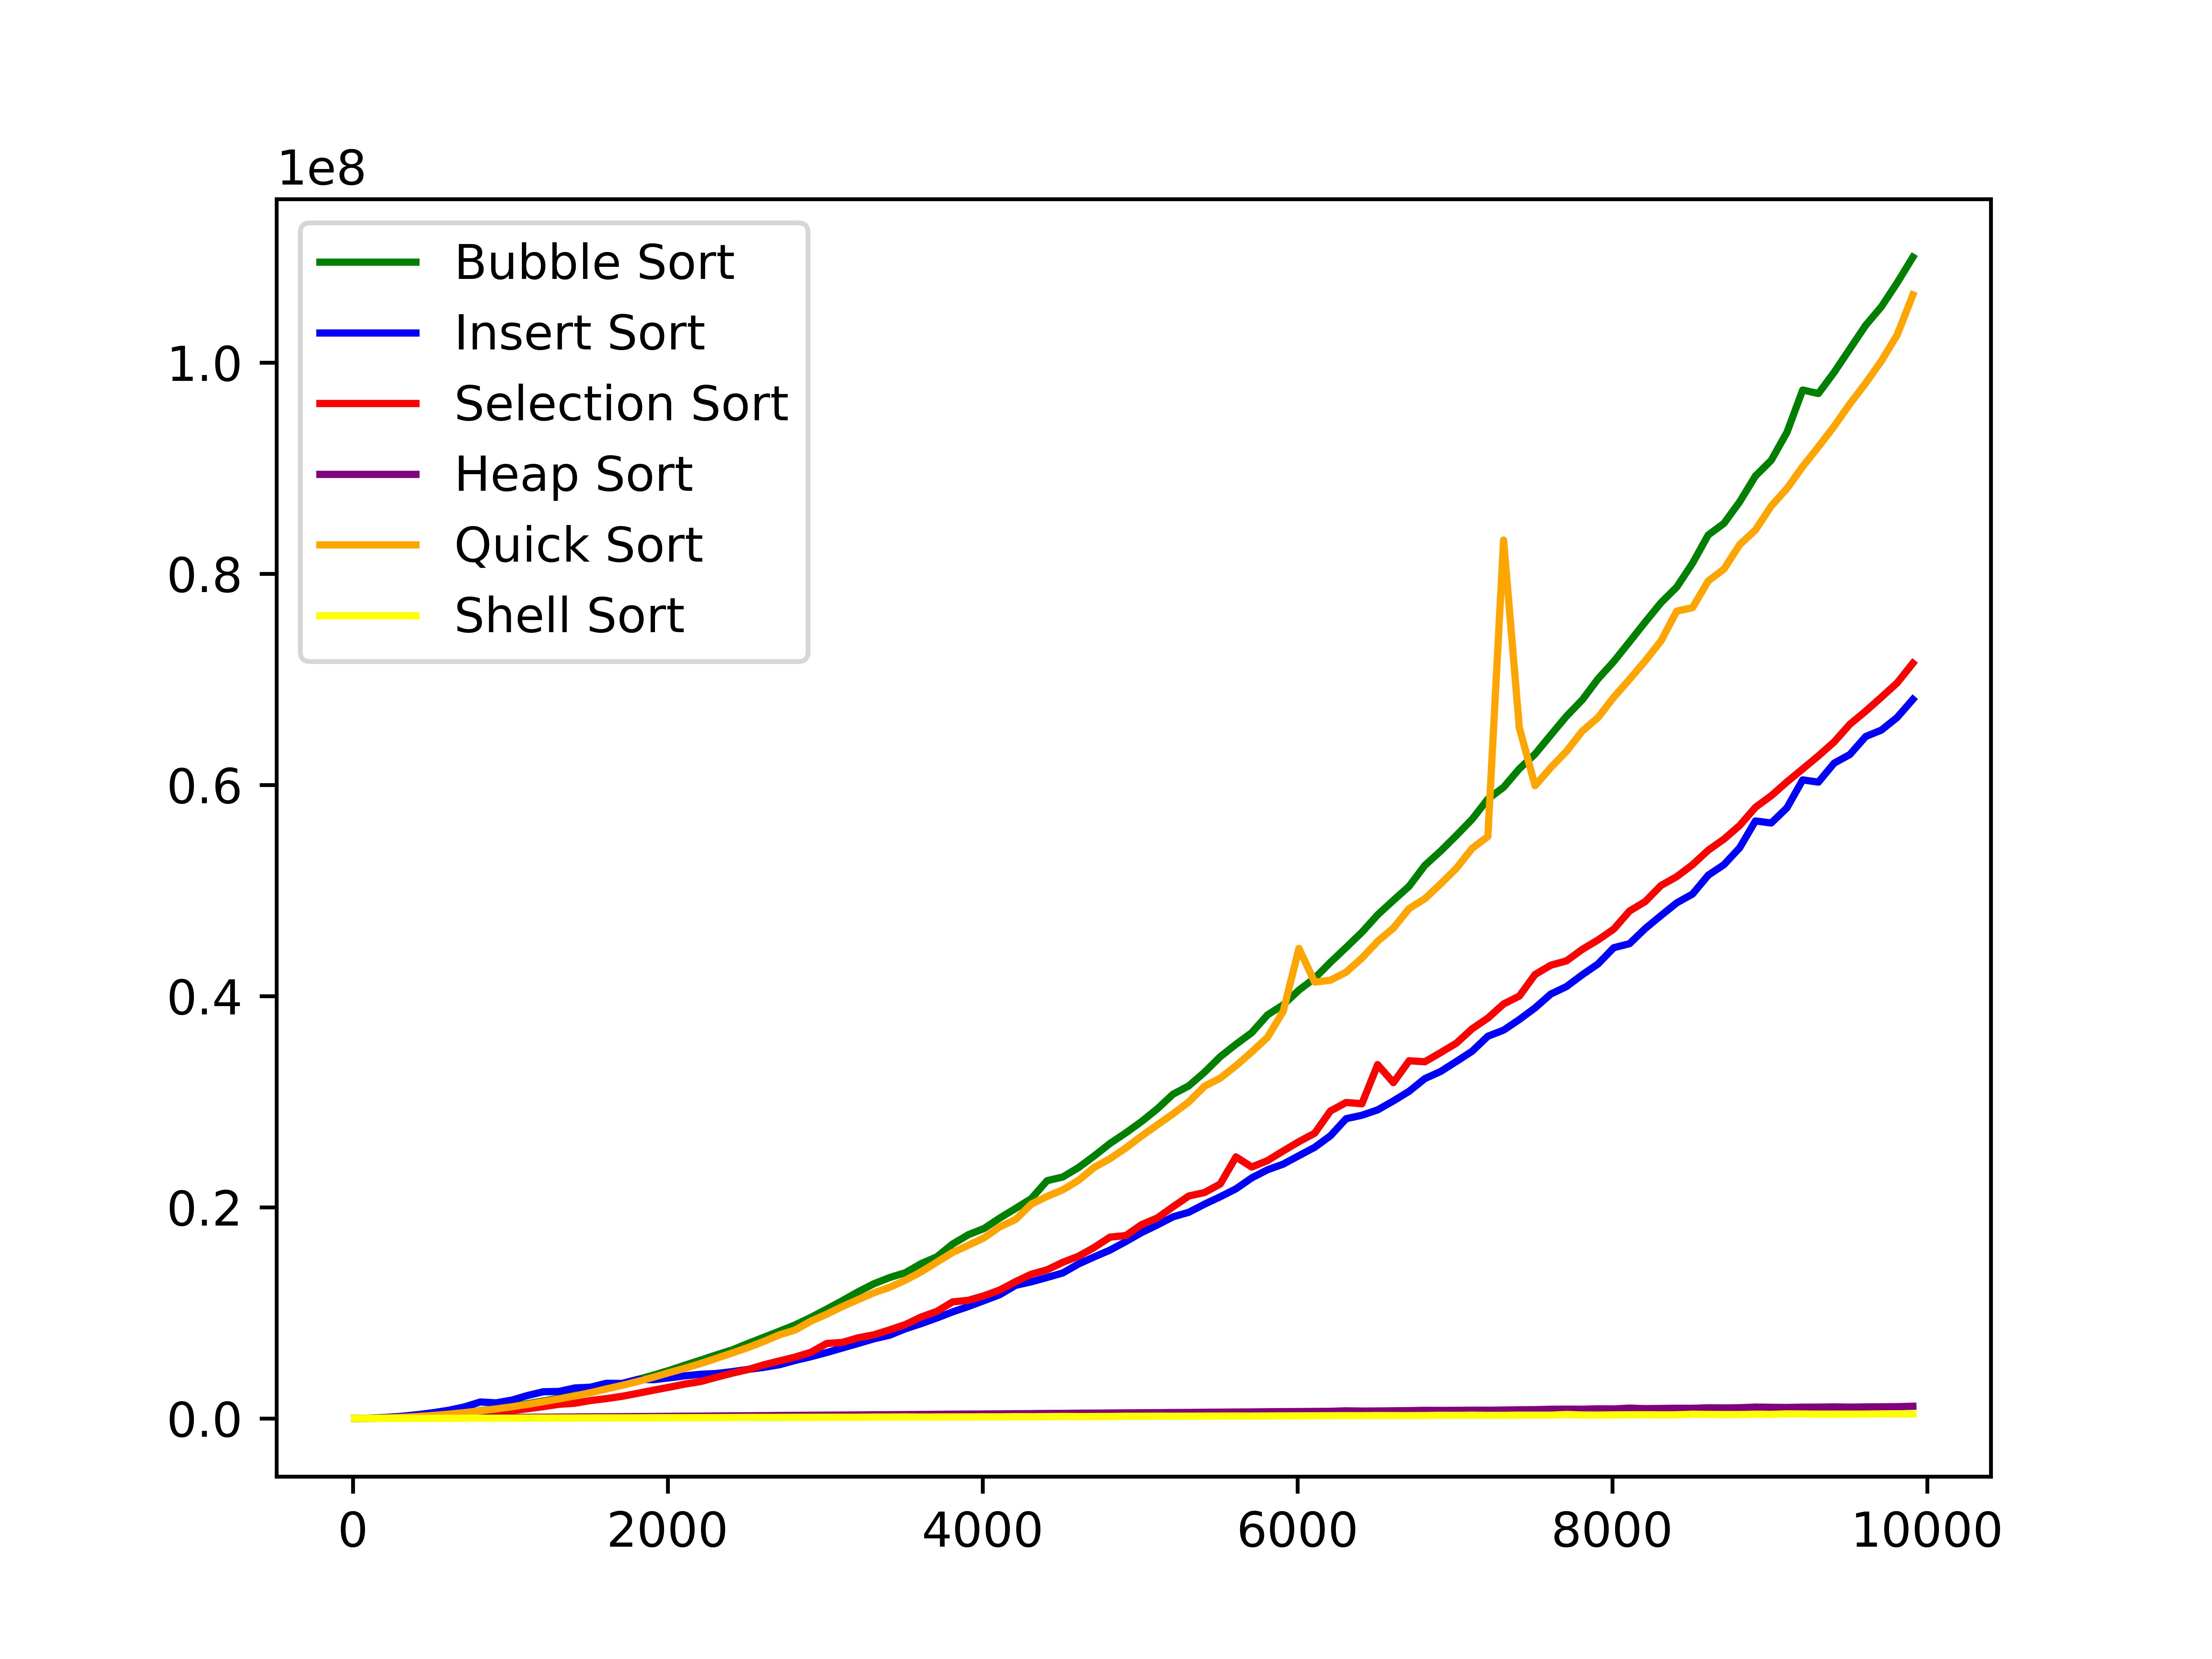 1e8
Bubble Sort
Insert Sort
Selection Sort
Heap Sort
Quick Sort
Shell Sort
1.0
0.8
0.6
0.4
0.2
0.0
0 2000 4000 6000 8000 10000